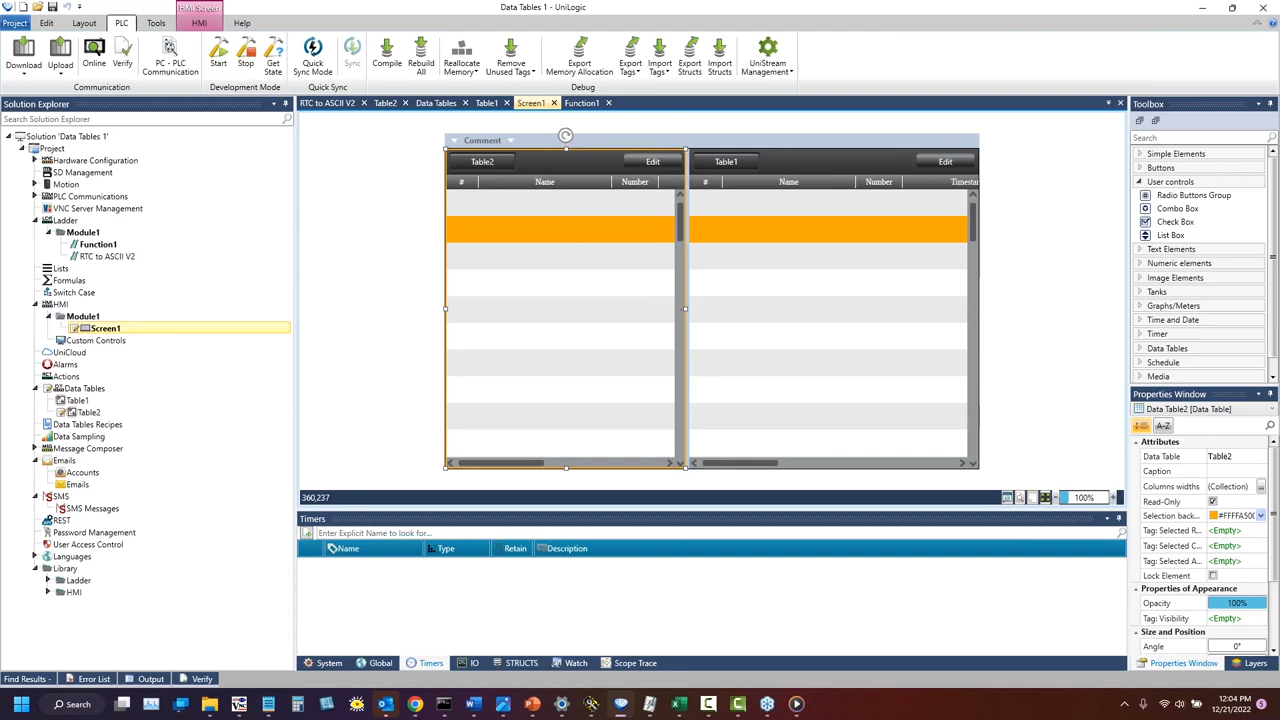 HMI Screen
Data Tables 1 - UniLogic
Project Edit Layout PLC Tools HMI Help
Download Upload Online Verify PC - PLC Communication Start Stop Get State Quick Sync Mode Sync Compile Rebuild All Reallocate Memory Remove Unused Tags Export Memory Allocation Export Tags Import Tags Export Structs Import Structs UniStream Management
Communication Development Mode Quick Sync Debug
Solution Explorer
Search Solution Explorer
Solution 'Data Tables 1'
Project
Hardware Configuration
SD Management
Motion
PLC Communications
VNC Server Management
Ladder
Module1
Function1
RTC to ASCII V2
Lists
Formulas
Switch Case
HMI
Module1
Screen1
Custom Controls
UniCloud
Alarms
Actions
Data Tables
Table1
Table2
Data Tables Recipes
Data Sampling
Message Composer
Emails
Accounts
Emails
SMS
SMS Messages
REST
Password Management
User Access Control
Languages
Library
Ladder
HMI
Find Results - Error List Output Verify
RTC to ASCII V2 Table2 Data Tables Table1 Screen1 Function1
Comment
Table2 Edit Table1 Edit
# Name Number # Name Number Timestar
360,237 100%
Timers
Enter Explicit Name to look for...
Name Type Retain Description
System Global Timers IO STRUCTS Watch Scope Trace
Toolbox
Search
Simple Elements
Buttons
User controls
Radio Buttons Group
Combo Box
Check Box
List Box
Text Elements
Numeric elements
Image Elements
Tanks
Graphs/Meters
Time and Date
Timer
Data Tables
Schedule
Media
Properties Window
Data Table2 [Data Table]
A-Z
Attributes
Data Table Table2
Caption
Columns widths (Collection) ...
Read-Only
Selection back... #FFFFA500
Tag: Selected R... <Empty>
Tag: Selected C... <Empty>
Tag: Selected A... <Empty>
Lock Element
Properties of Appearance
Opacity 100%
Tag: Visibility <Empty>
Size and Position
Angle 0°
Properties Window Layers
Search
12:04 PM
12/21/2022